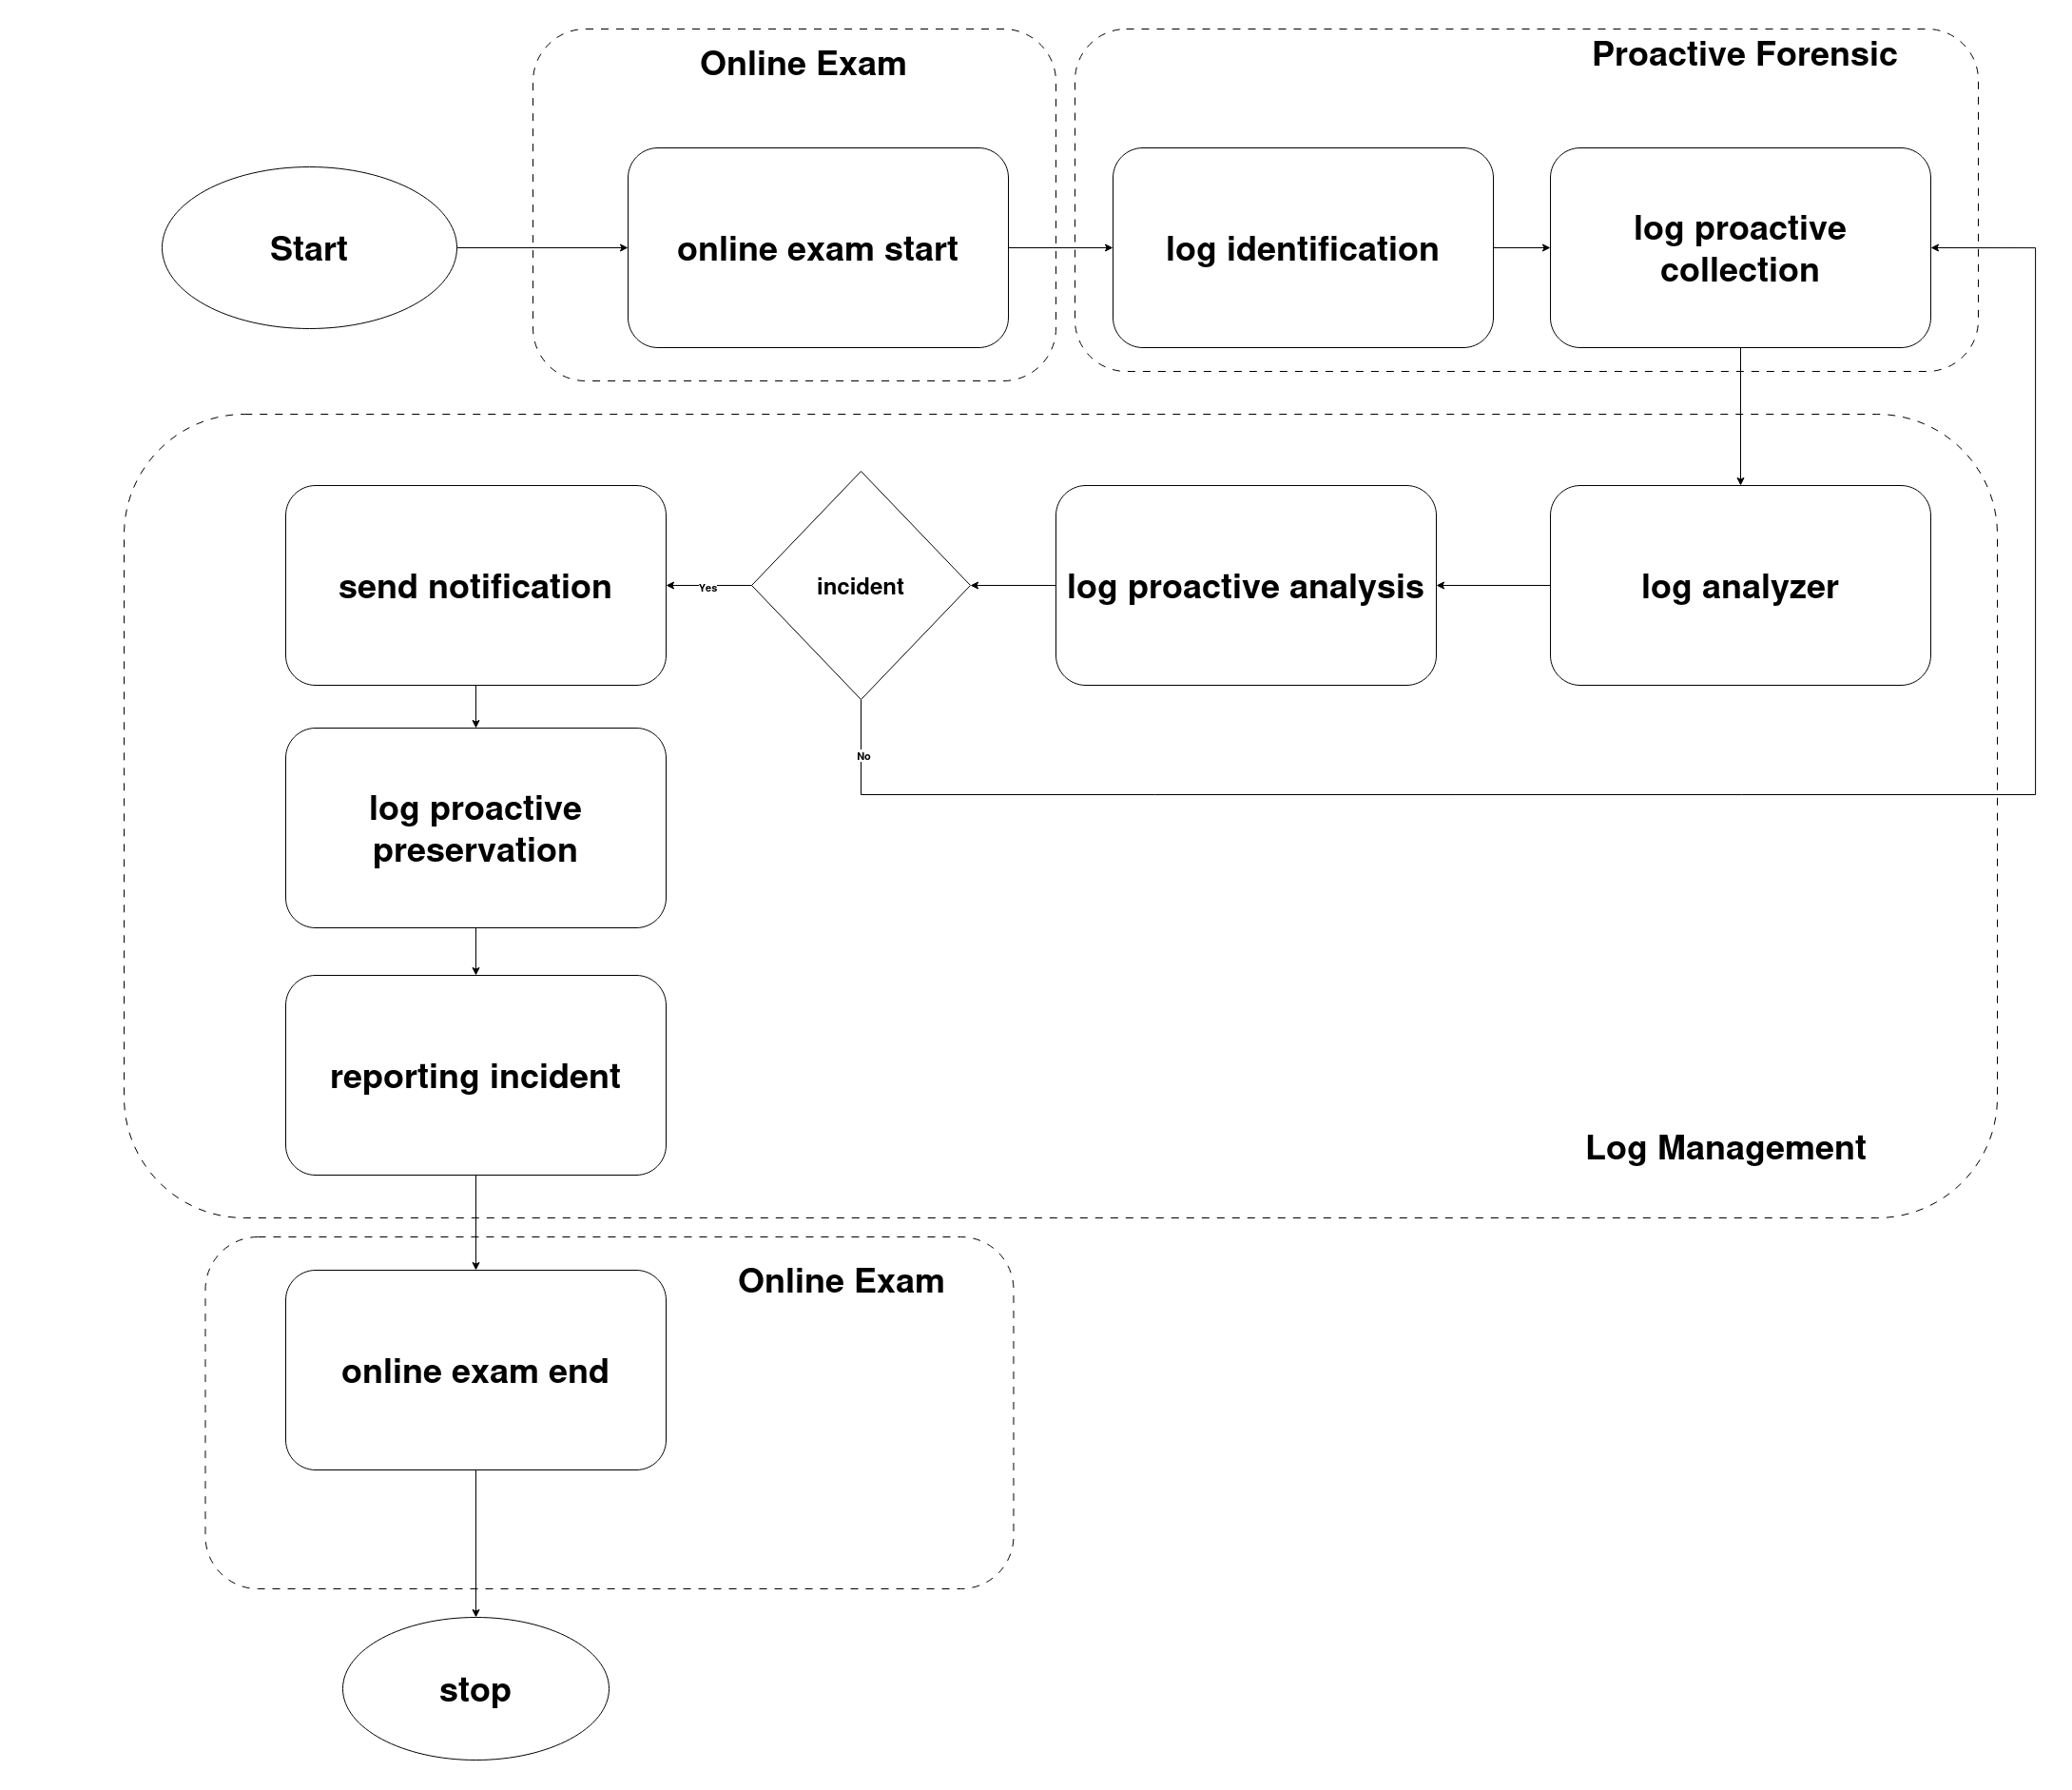 Online Exam
Proactive Forensic
Start
online exam start
log identification
log proactive
collection
send notification
Yes
incident
log proactive analysis
log analyzer
No
log proactive
preservation
reporting incident
Log Management
Online Exam
online exam end
stop